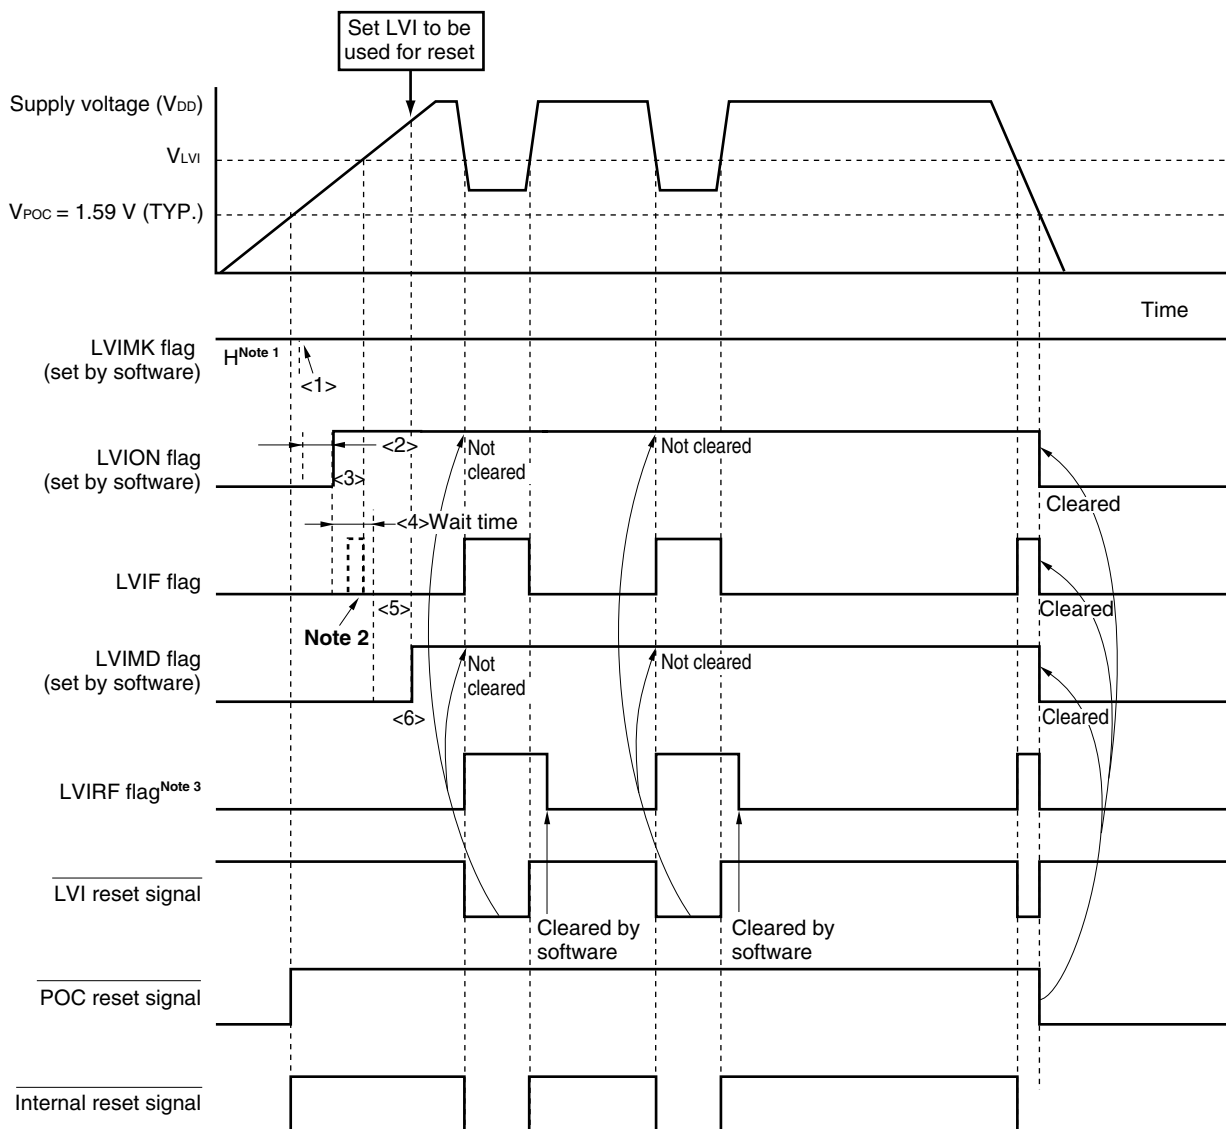 Set LVI to be
used for reset
Supply voltage (VDD)
VLVI
VPOC = 1.59 V (TYP.)
Time
LVIMK flag
(set by software)
HNote 1
<1>
LVION flag
(set by software)
<2>
<3>
Not
cleared
Not cleared
Cleared
<4>Wait time
LVIF flag
<5>
Note 2
Cleared
LVIMD flag
(set by software)
<6>
Not
cleared
Not cleared
Cleared
LVIRF flagNote 3
LVI reset signal
Cleared by
software
Cleared by
software
POC reset signal
Internal reset signal